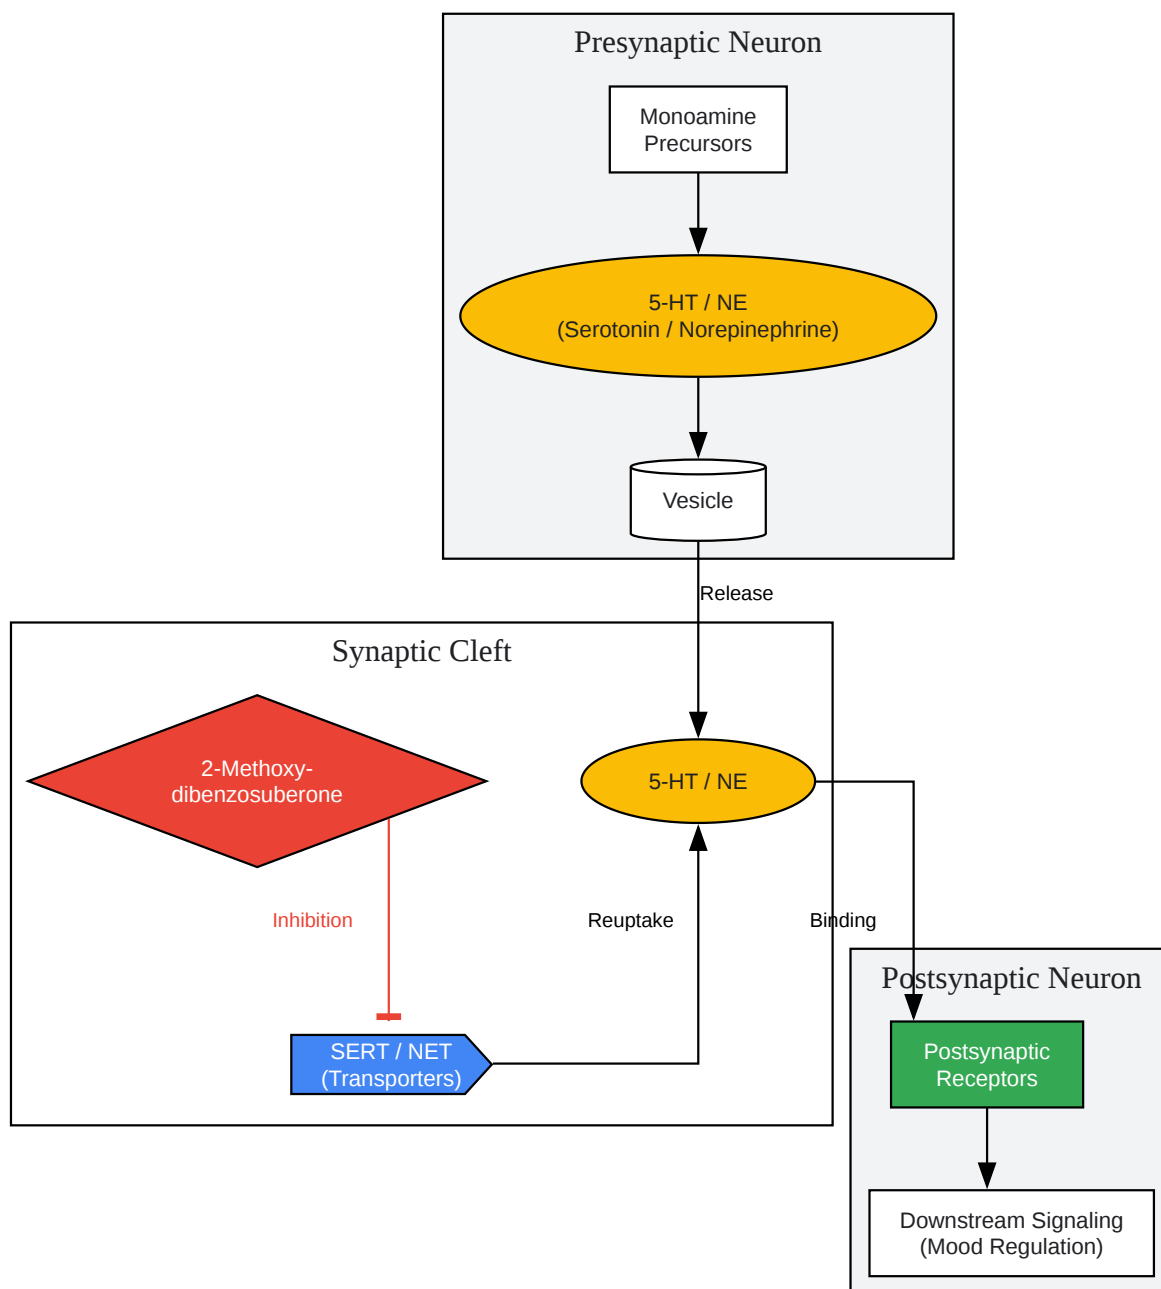 Presynaptic Neuron
Monoamine
Precursors
5-HT / NE
(Serotonin / Norepinephrine)
Vesicle
Release
Synaptic Cleft
2-Methoxy-
dibenzosuberone
5-HT / NE
Inhibition
Reuptake
Binding
SERT / NET
(Transporters)
Postsynaptic Neuron
Postsynaptic
Receptors
Downstream Signaling
(Mood Regulation)